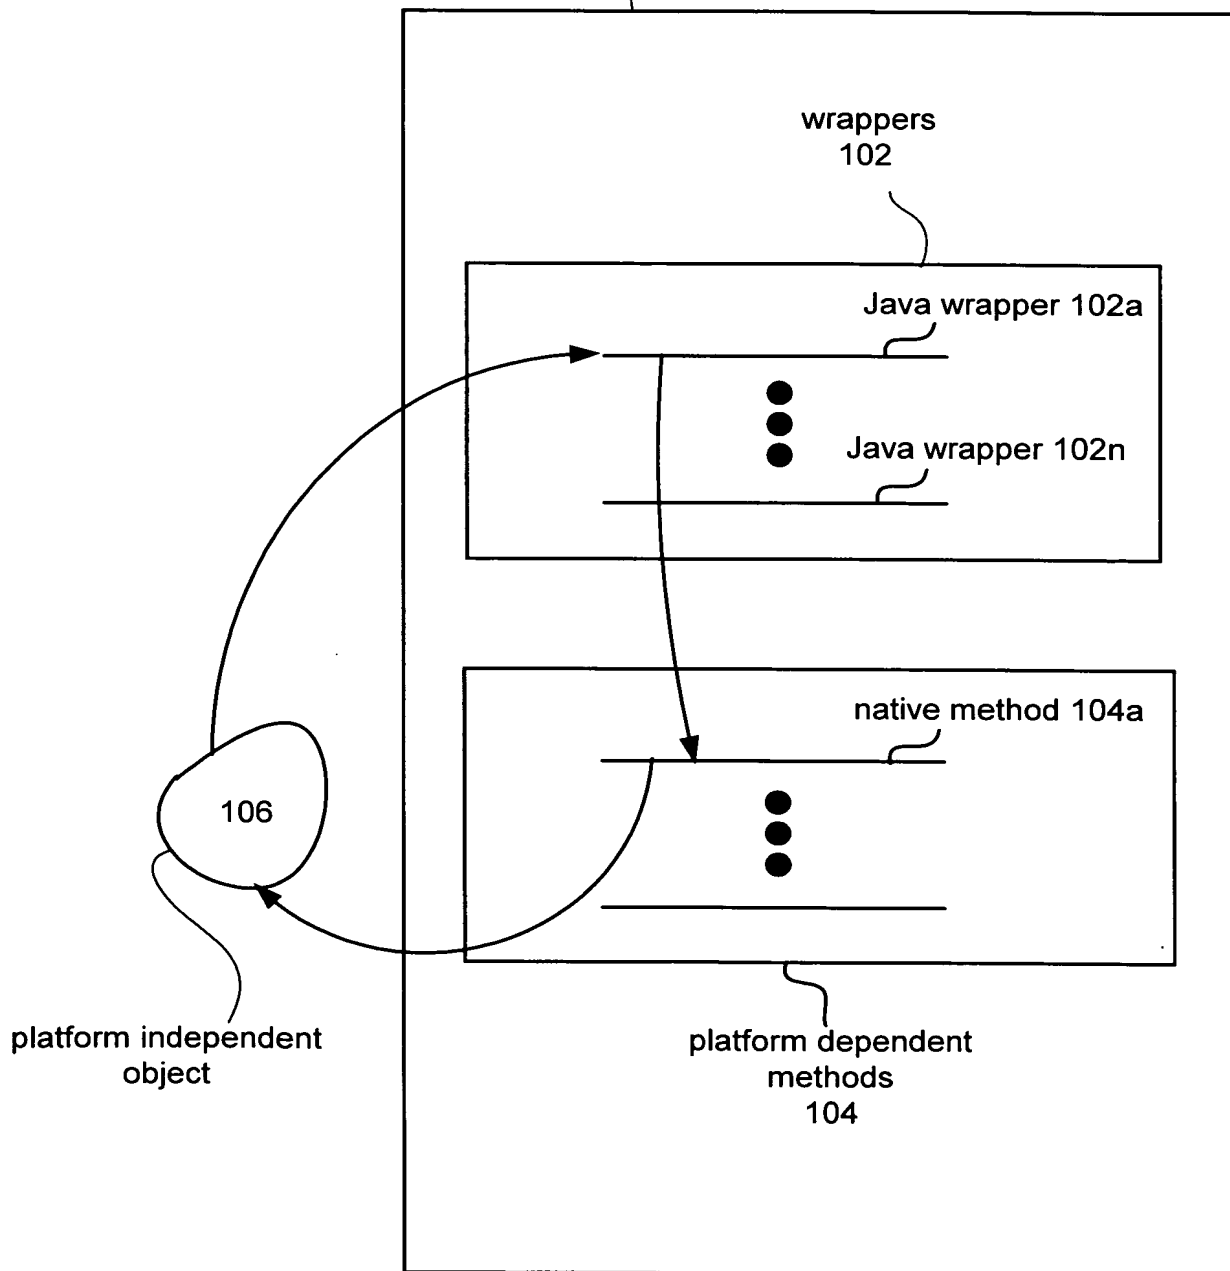 wrappers
102
Java wrapper 102a
Java wrapper 102n
native method 104a
106
platform independent
object
platform dependent
methods
104